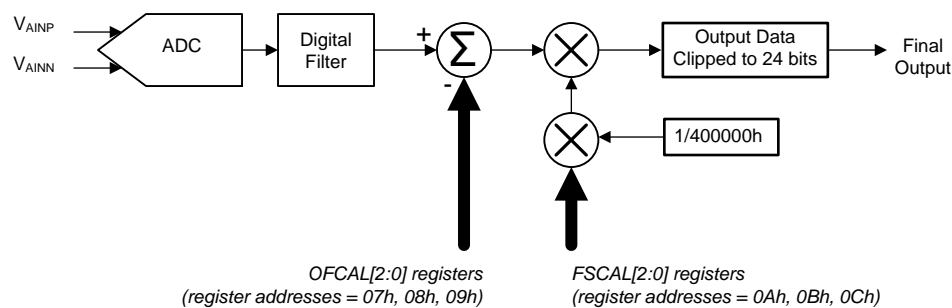 V_AINP
V_AINN
ADC
Digital
Filter
+
-
Σ
Output Data
Clipped to 24 bits
Final
Output
1/400000h
OFCAL[2:0] registers
(register addresses = 07h, 08h, 09h)
FSCAL[2:0] registers
(register addresses = 0Ah, 0Bh, 0Ch)